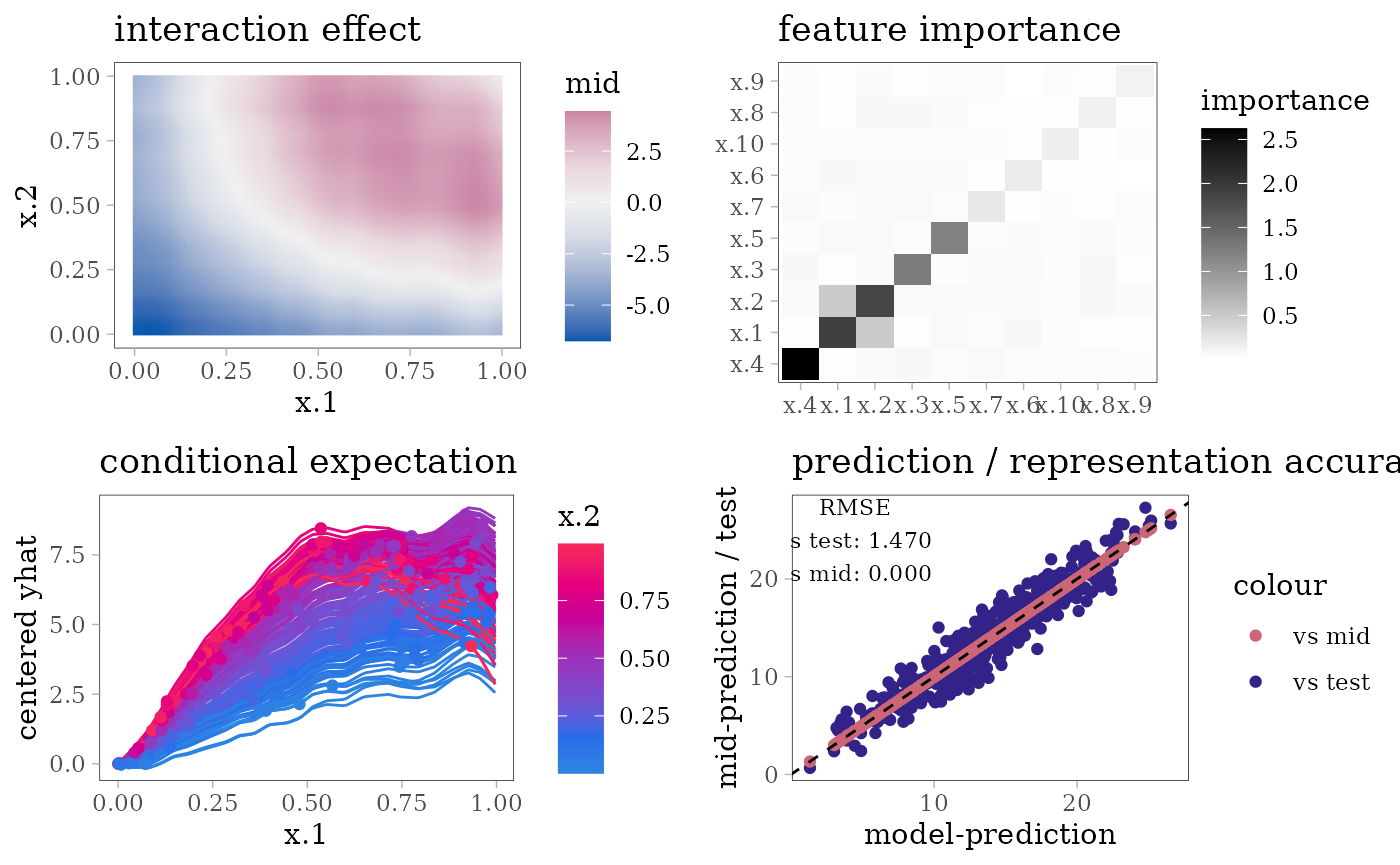 interaction effect
mid
1.00
0.75
0.50
0.25
0.00
x.2
2.5
0.0
-2.5
-5.0
0.00 0.25 0.50 0.75 1.00
x.1
feature importance
importance
x.9
x.8
x.10
x.6
x.7
x.5
x.3
x.2
x.1
x.4
2.5
2.0
1.5
1.0
0.5
x.4 x.1 x.2 x.3 x.5 x.7 x.6 x.10 x.8 x.9
conditional expectation
x.2
centered yhat
7.5
5.0
2.5
0.0
0.75
0.50
0.25
0.00 0.25 0.50 0.75 1.00
x.1
prediction / representation accura
mid-prediction / test
RMSE
s test: 1.470
s mid: 0.000
20
10
0
colour
vs mid
vs test
10 20
model-prediction